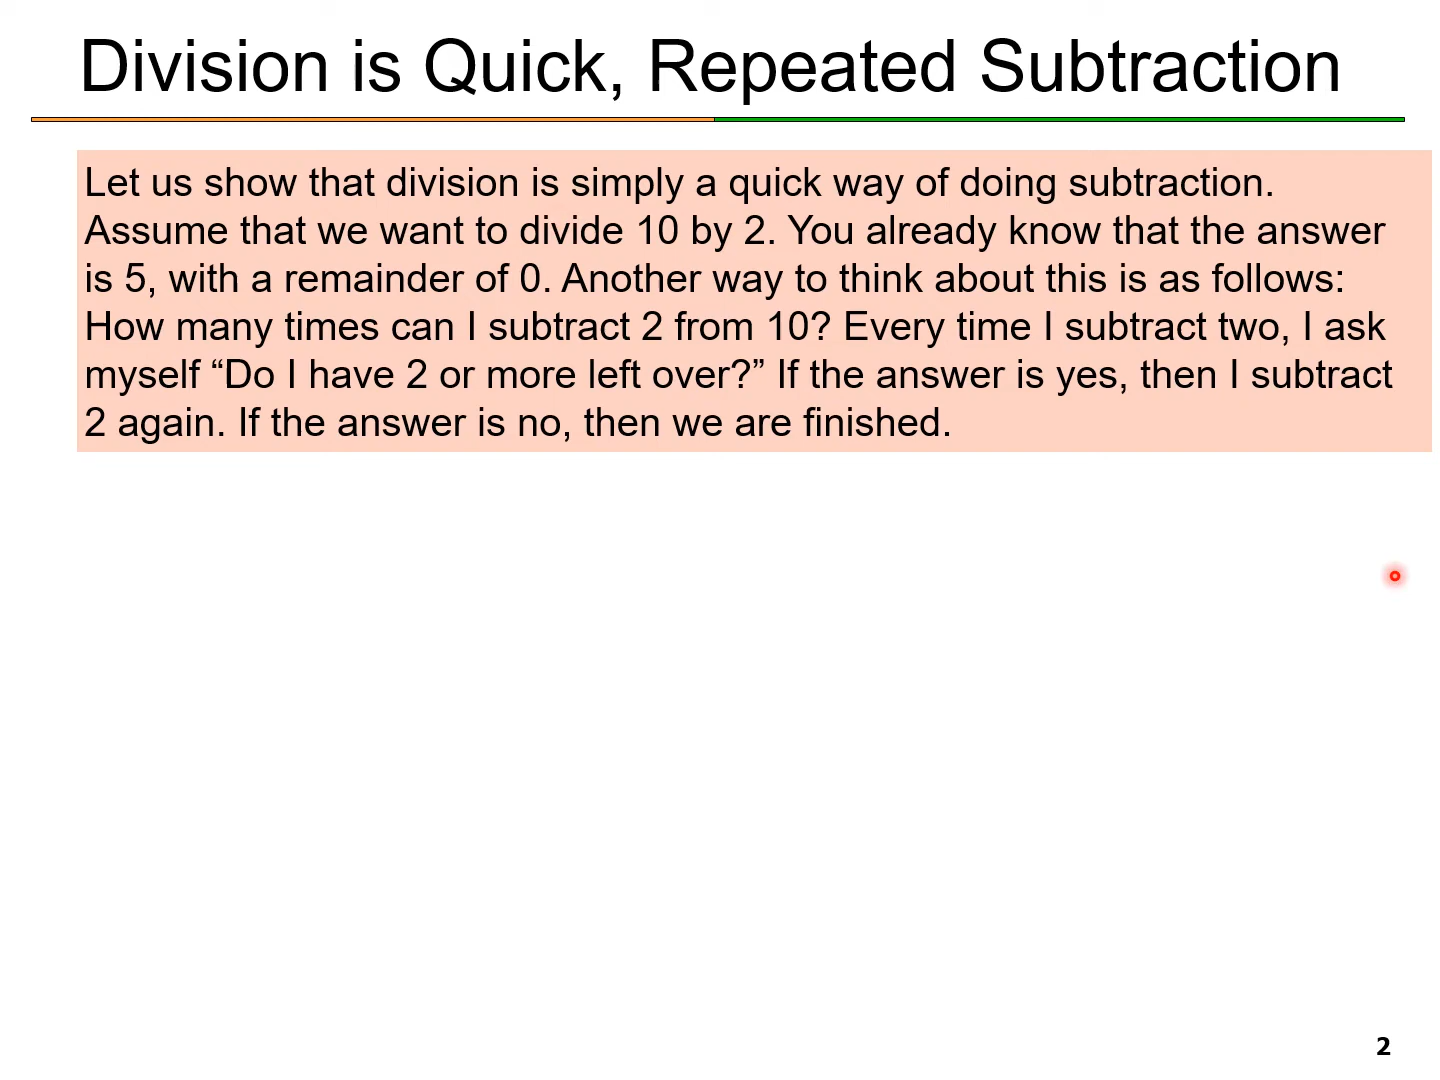 Division is Quick, Repeated Subtraction
Let us show that division is simply a quick way of doing subtraction.
Assume that we want to divide 10 by 2. You already know that the answer
is 5, with a remainder of 0. Another way to think about this is as follows:
How many times can I subtract 2 from 10? Every time I subtract two, I ask
myself “Do I have 2 or more left over?” If the answer is yes, then I subtract
2 again. If the answer is no, then we are finished.
2